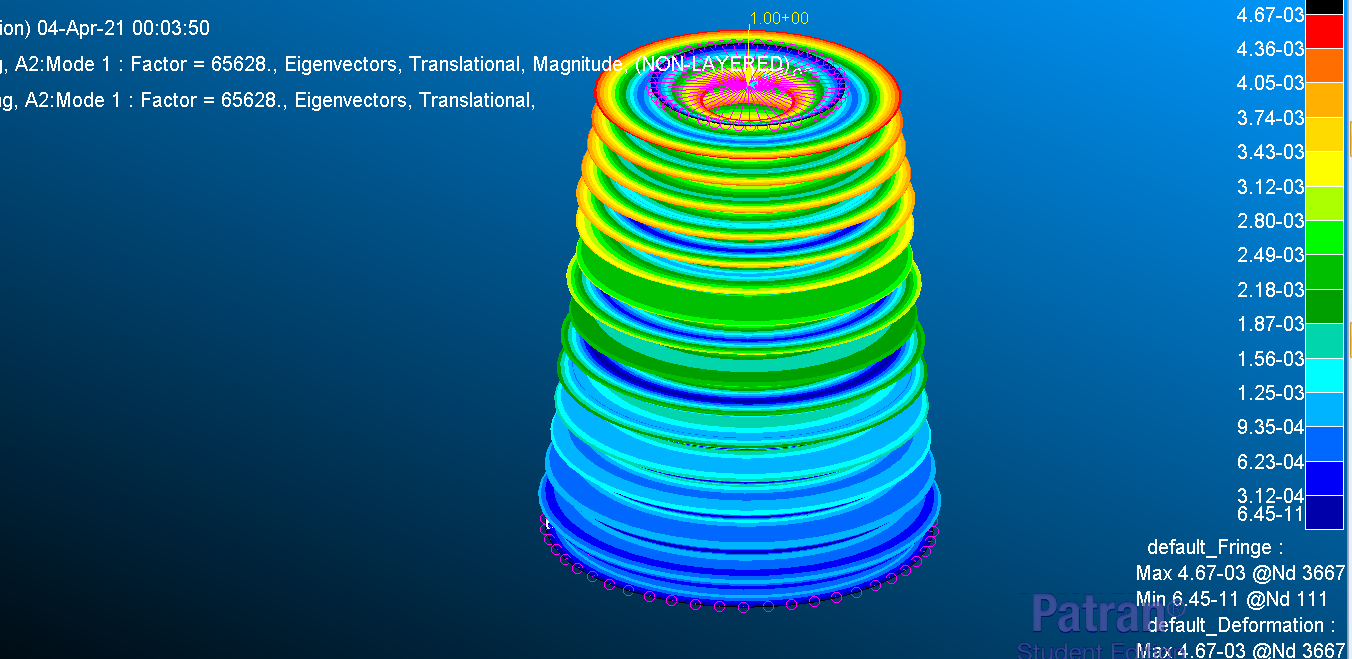 1.00+00
ion) 04-Apr-21 00:03:50
g, A2:Mode 1 : Factor = 65628., Eigenvectors, Translational, Magnitude, (NON-LAYERED)
ng, A2:Mode 1 : Factor = 65628., Eigenvectors, Translational,
4.67-03
4.36-03
4.05-03
3.74-03
3.43-03
3.12-03
2.80-03
2.49-03
2.18-03
1.87-03
1.56-03
1.25-03
9.35-04
6.23-04
3.12-04
6.45-11
default_Fringe :
Max 4.67-03 @Nd 3667
Min 6.45-11 @Nd 111
default_Deformation :
Max 4.67-03 @Nd 3667
Patran®
Student Edition